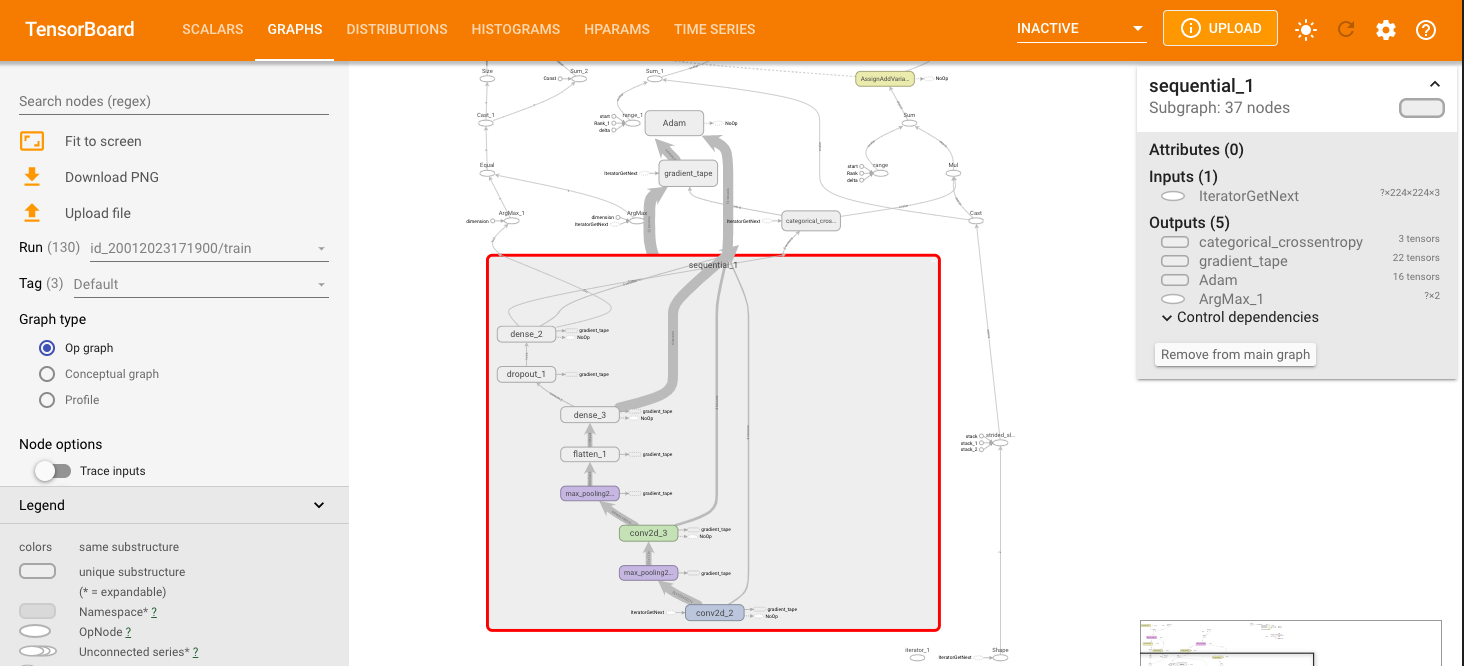 TensorBoard
SCALARS
GRAPHS
DISTRIBUTIONS
HISTOGRAMS
HPARAMS
TIME SERIES
INACTIVE
UPLOAD
Search nodes (regex)
Fit to screen
Download PNG
Upload file
Run (130) id_20012023171900/train
Tag (3) Default
Graph type
Op graph
Conceptual graph
Profile
Node options
Trace inputs
Legend
colors same substructure
unique substructure
(* = expandable)
Namespace* ?
OpNode ?
Unconnected series* ?
Size
Const
Sum_2
Sum_1
AssignAddVaria...
NoOp
Cast_1
start
Rank_1
delta
range_1
Adam
NoOp
Sum
Equal
IteratorGetNext
gradient_tape
start
Rank
delta
range
Mul
dimension
ArgMax_1
dimension
IteratorGetNext
ArgMax
IteratorGetNext
categorical_cros...
Cast
sequential_1
dense_2
gradient_tape
NoOp
dropout_1
gradient_tape
dense_3
gradient_tape
NoOp
flatten_1
gradient_tape
max_pooling2...
gradient_tape
conv2d_3
gradient_tape
NoOp
max_pooling2...
gradient_tape
IteratorGetNext
conv2d_2
gradient_tape
NoOp
stack
stack_1
stack_2
strided_sl...
iterator_1
IteratorGetNext
Shape
sequential_1
Subgraph: 37 nodes
Attributes (0)
Inputs (1)
IteratorGetNext ?×224×224×3
Outputs (5)
categorical_crossentropy 3 tensors
gradient_tape 22 tensors
Adam 16 tensors
ArgMax_1 ?×2
Control dependencies
Remove from main graph